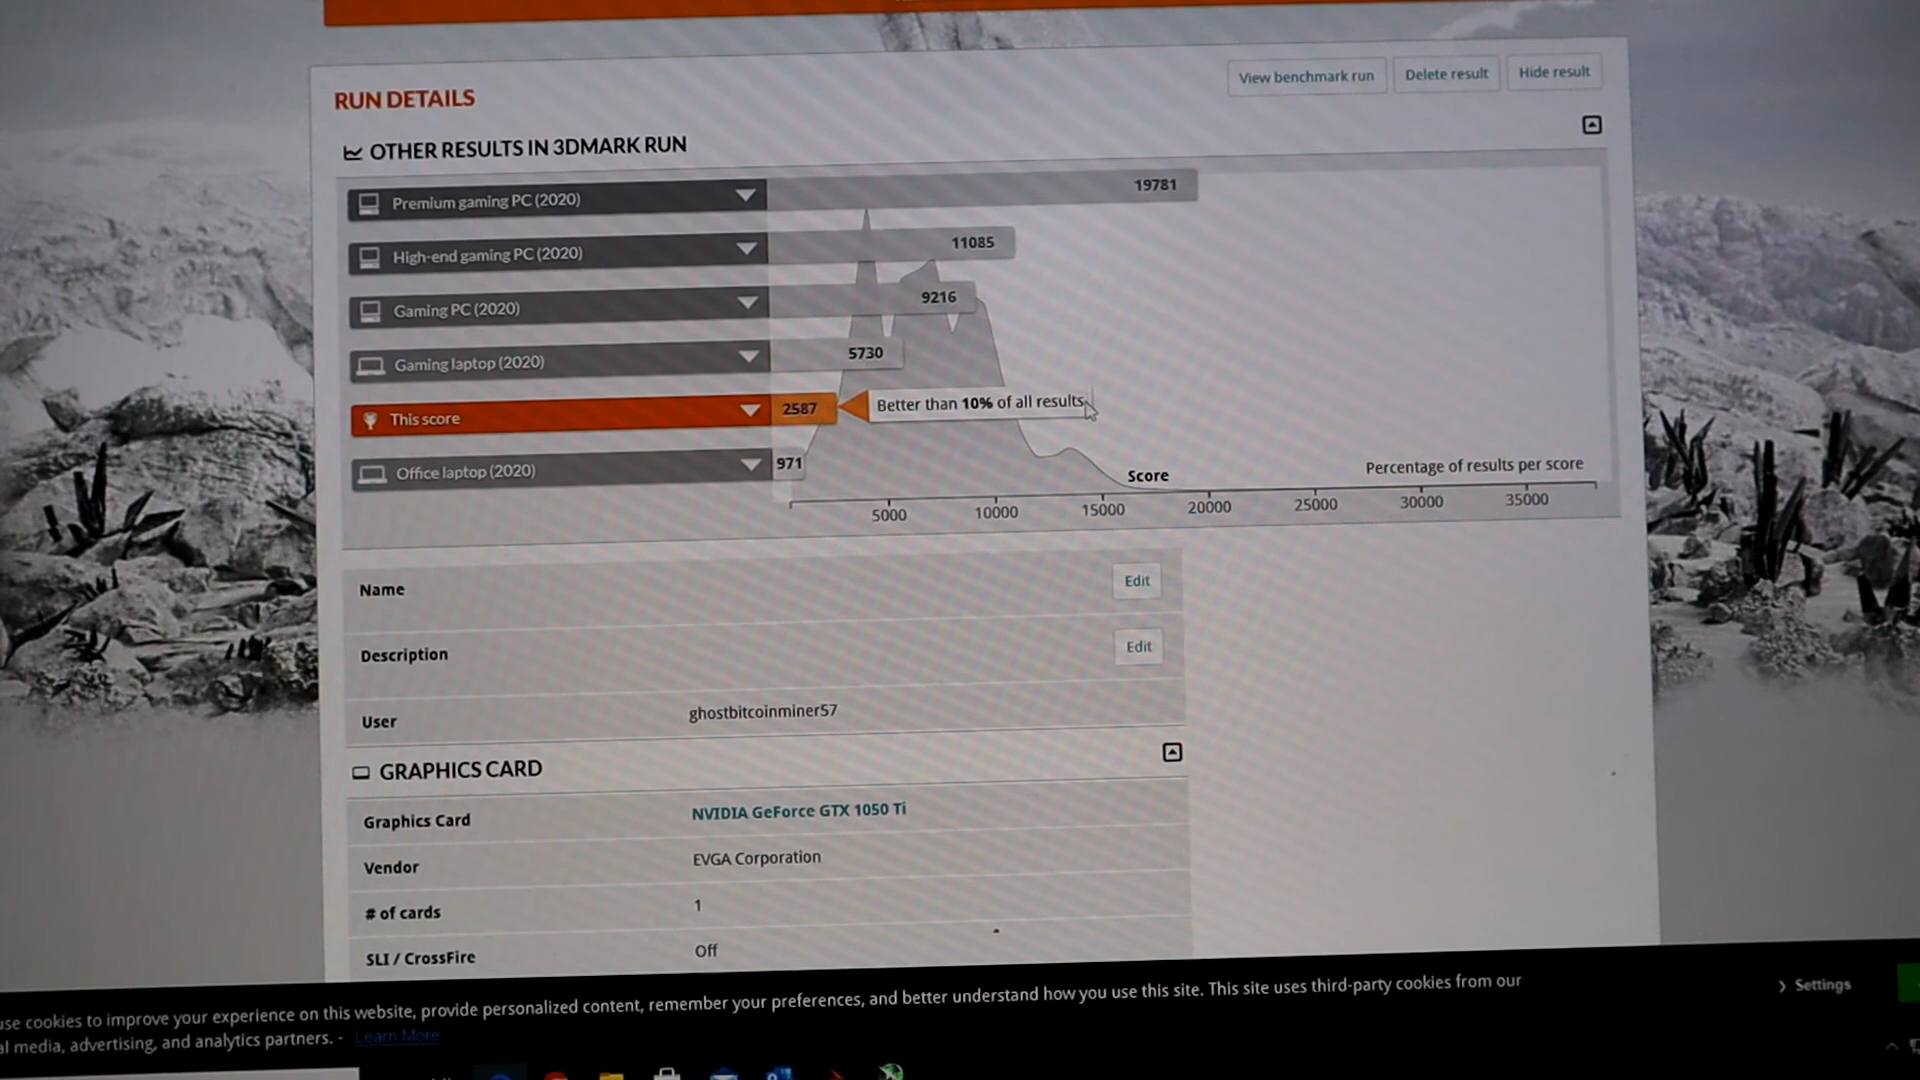 View benchmark run
Delete result
Hide result
RUN DETAILS
OTHER RESULTS IN 3DMARK RUN
Premium gaming PC (2020)
19781
High-end gaming PC (2020)
11085
Gaming PC (2020)
9216
Gaming laptop (2020)
5730
This score
2587
Better than 10% of all results
Office laptop (2020)
971
Score
Percentage of results per score
5000
10000
15000
20000
25000
30000
35000
Name
Edit
Description
Edit
User
ghostbitcoinminer57
GRAPHICS CARD
Graphics Card
NVIDIA GeForce GTX 1050 Ti
Vendor
EVGA Corporation
# of cards
1
SLI / CrossFire
Off
use cookies to improve your experience on this website, provide personalized content, remember your preferences, and better understand how you use this site. This site uses third-party cookies from our
al media, advertising, and analytics partners. - Learn More
Settings